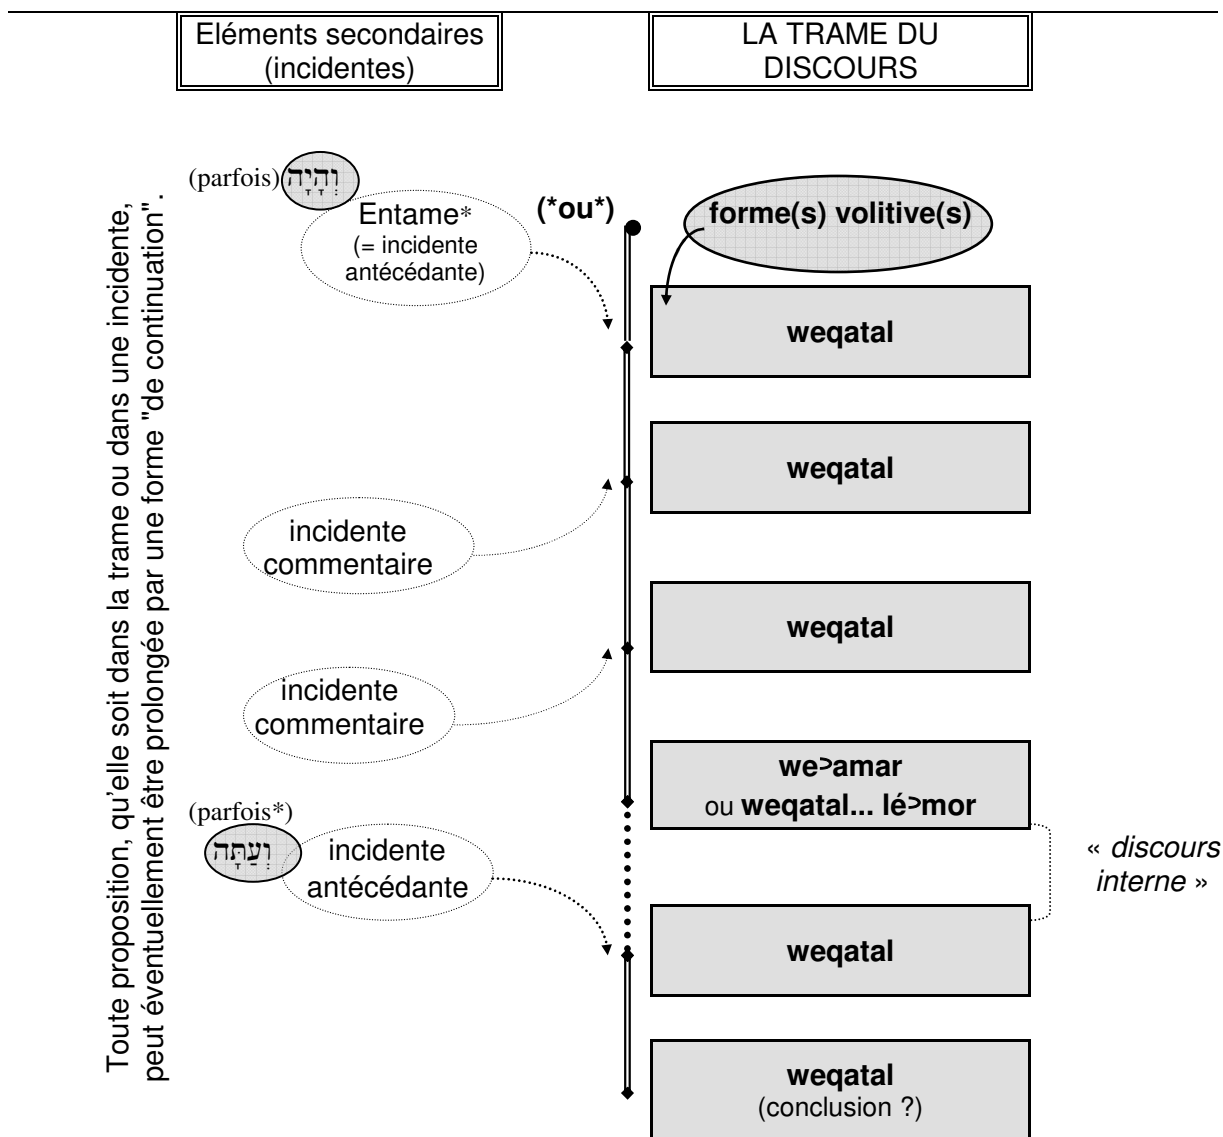 Eléments secondaires
(incidentes)
LA TRAME DU
DISCOURS
Toute proposition, qu'elle soit dans la trame ou dans une incidente,
peut éventuellement être prolongée par une forme "de continuation".
(parfois) וְהָיָה
Entame*
(= incidente
antécédante)
(*ou*)
forme(s) volitive(s)
weqatal
weqatal
incidente
commentaire
weqatal
incidente
commentaire
we˃amar
ou weqatal... lé˃mor
(parfois*)
וְעַתָּה
incidente
antécédante
« discours
interne »
weqatal
weqatal
(conclusion ?)